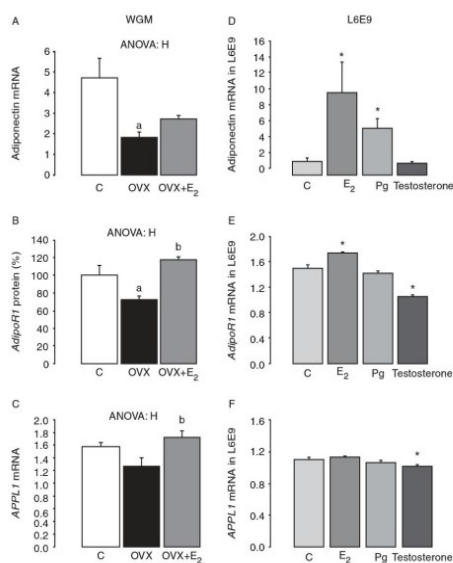 A WGM
ANOVA: H
Adiponectin mRNA
6
5
4
3
2
1
0
a
C OVX OVX+E₂
D L6E9
Adiponectin mRNA in L6E9
16
14
12
10
8
6
4
2
0
* *
C E₂ Pg Testosterone
B ANOVA: H
AdipoR1 protein (%)
140
120
100
80
60
40
20
0
a b
C OVX OVX+E₂
E
AdipoR1 mRNA in L6E9
2.0
1.6
1.2
0.8
0.4
0.0
* *
C E₂ Pg Testosterone
C ANOVA: H
APPL1 mRNA
2.0
1.8
1.6
1.4
1.2
1.0
0.8
0.6
0.4
0.2
0.0
b
C OVX OVX+E₂
F
APPL1 mRNA in L6E9
1.6
1.2
0.8
0.4
0.0
*
C E₂ Pg Testosterone